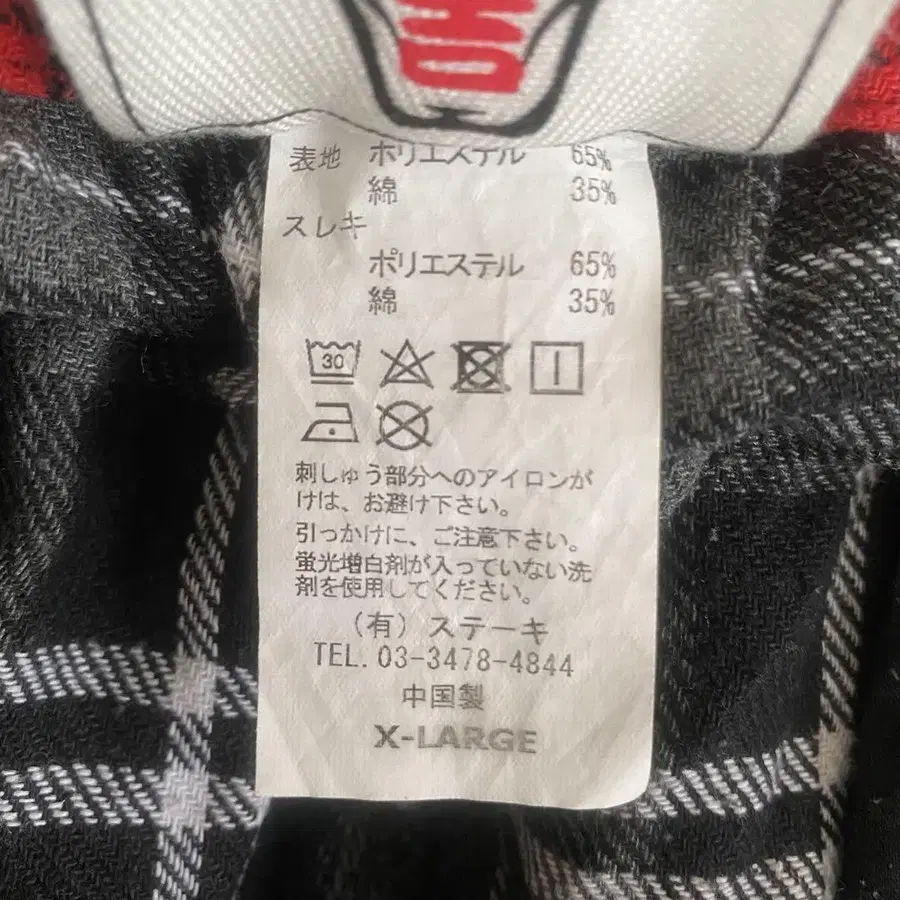 表地 ポリエステル 65%
綿 35%
スレキ
ポリエステル 65%
綿 35%
30
刺しゅう部分へのアイロンが
けは、お避け下さい。
引っかけに、ご注意下さい。
蛍光増白剤が入っていない洗
剤を使用してください。
（有）ステーキ
TEL. 03-3478-4844
中国製
X-LARGE